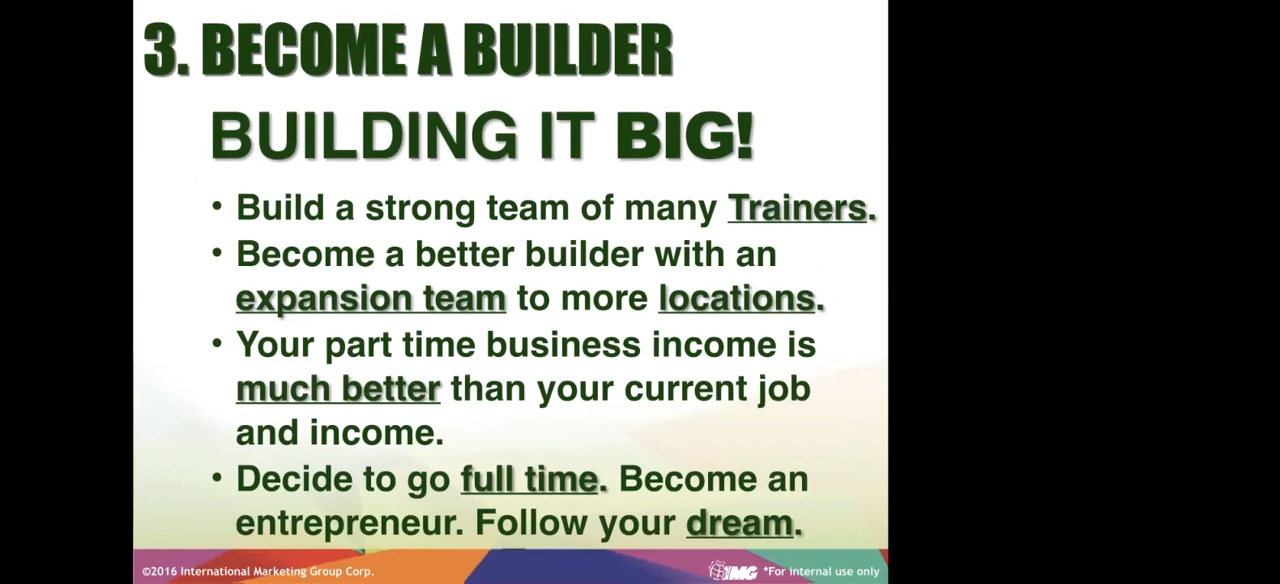 3. BECOME A BUILDER
BUILDING IT BIG!
• Build a strong team of many Trainers.
• Become a better builder with an
expansion team to more locations.
• Your part time business income is
much better than your current job
and income.
• Decide to go full time. Become an
entrepreneur. Follow your dream.
©2016 International Marketing Group Corp.
IMG *For internal use only